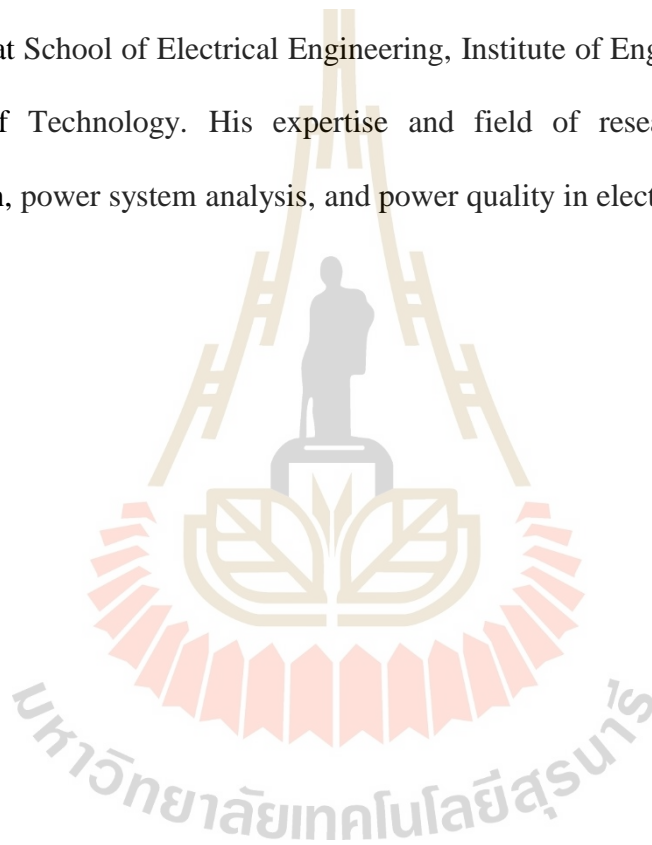 at School of Electrical Engineering, Institute of Eng
f Technology. His expertise and field of resea
, power system analysis, and power quality in elect
มหาวิทยาลัยเทคโนโลยีสุรนารี